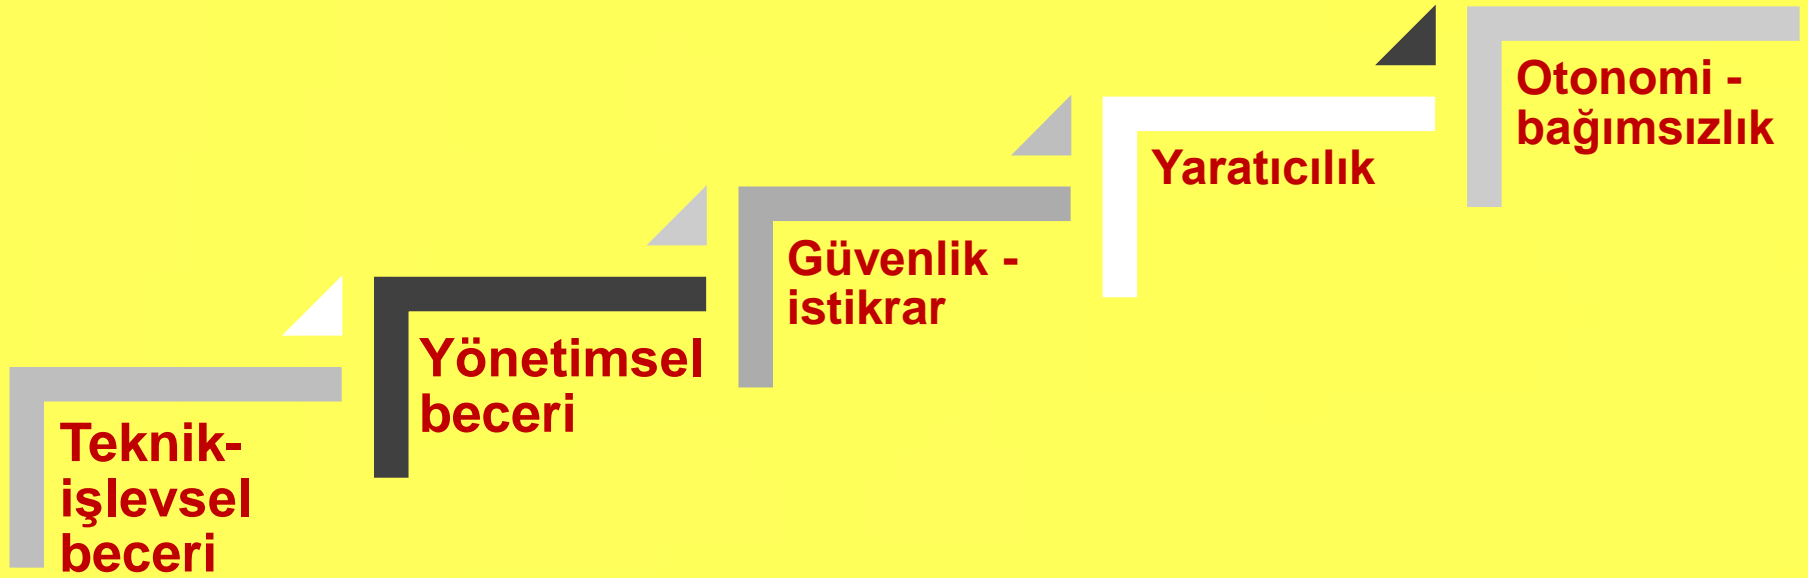 Teknik-
işlevsel
beceri
Yönetimsel
beceri
Güvenlik -
istikrar
Yaratıcılık
Otonomi -
bağımsızlık